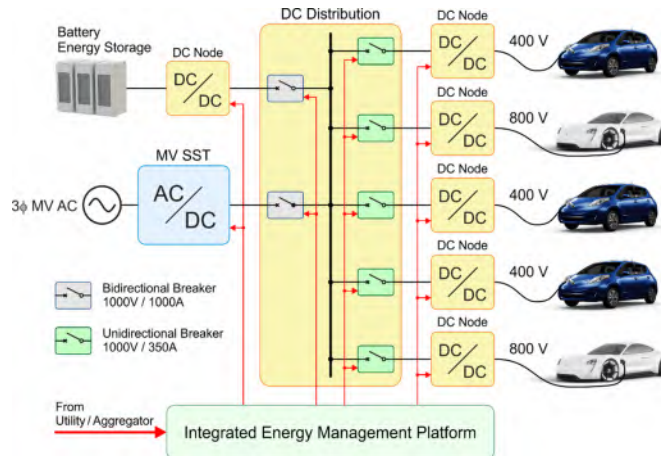 Battery
Energy Storage
DC Node
DC/DC
DC Distribution
DC Node
DC/DC
400 V
DC Node
DC/DC
800 V
MV SST
AC/DC
3ϕ MV AC
DC Node
DC/DC
400 V
DC Node
DC/DC
400 V
DC Node
DC/DC
800 V
Bidirectional Breaker
1000V / 1000A
Unidirectional Breaker
1000V / 350A
From
Utility / Aggregator
Integrated Energy Management Platform